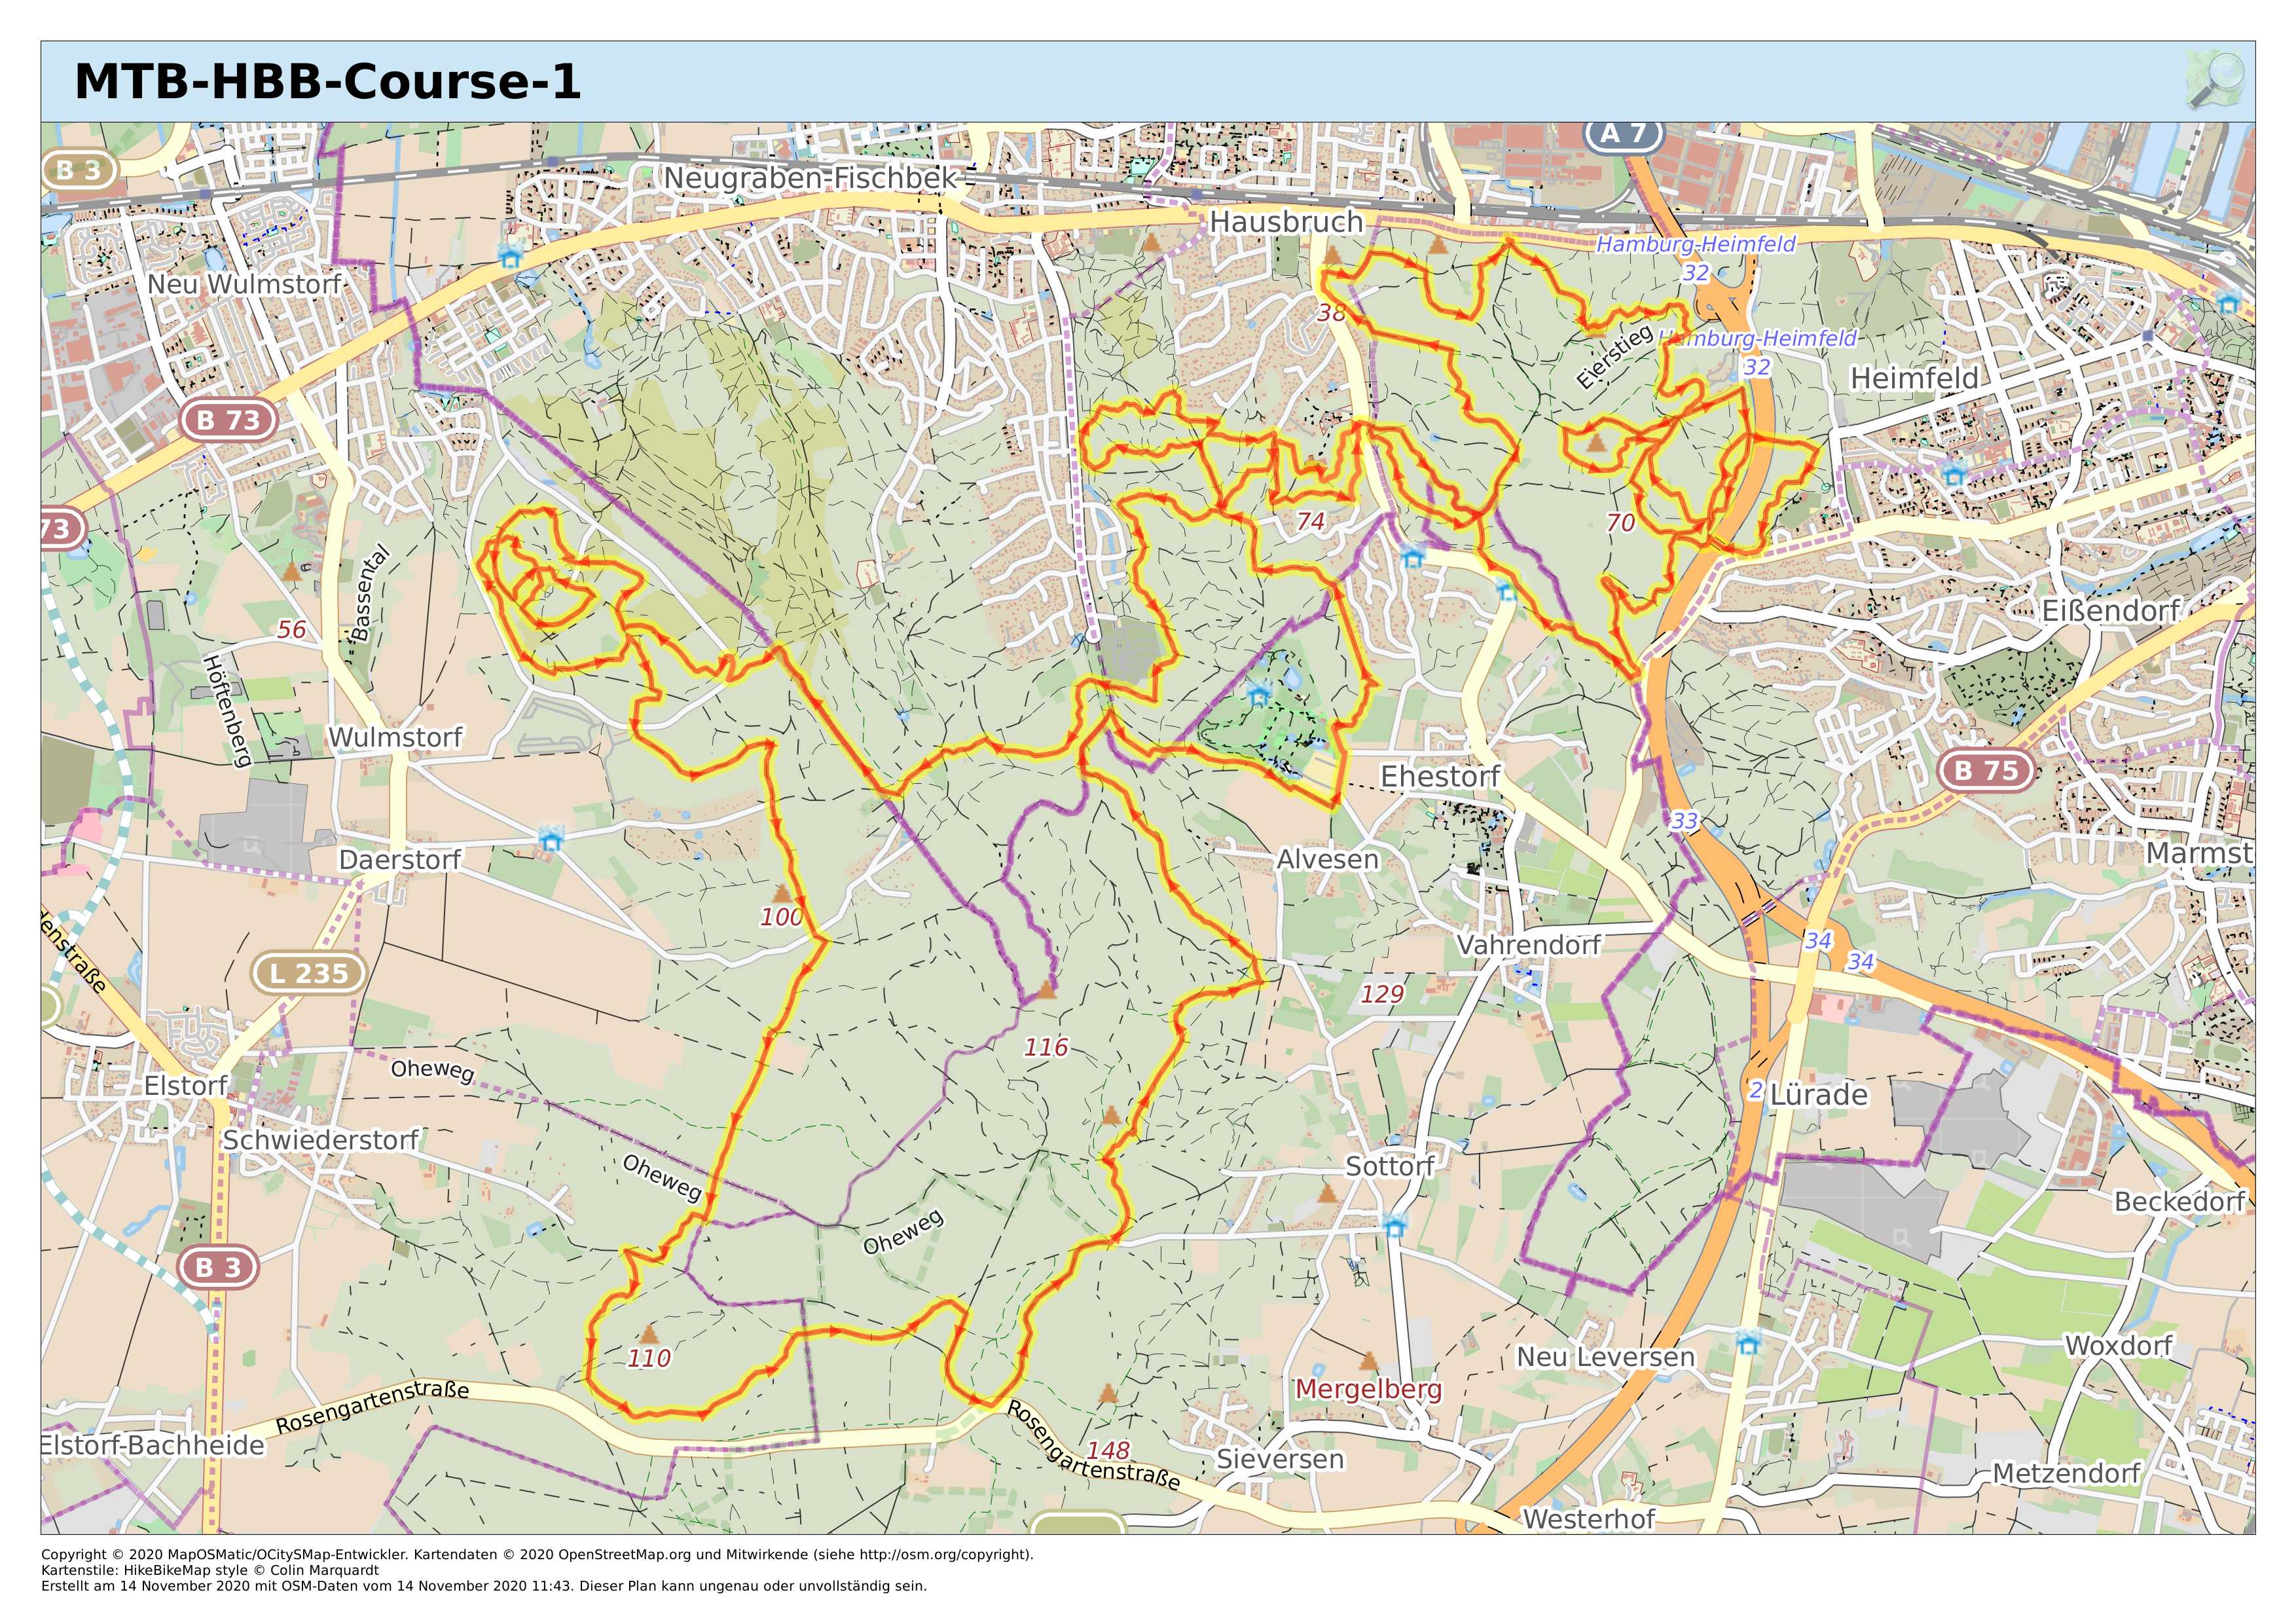 MTB-HBB-Course-1
A 7
B 3
Neugraben-Fischbek
Hausbruch
Hamburg-Heimfeld
32
Neu Wulmstorf
38
Eierstieg
Hamburg-Heimfeld
32
Heimfeld
B 73
73
74
70
Bassental
56
Eißendorf
Höftenberg
Wulmstorf
Ehestorf
B 75
33
Daerstorf
Alvesen
Marmst
100
Vahrendorf
34
34
denstraße
L 235
129
116
Oheweg
Elstorf
2
Lürade
Schwiederstorf
Oheweg
Sottorf
Beckedorf
Oheweg
B 3
110
Neu Leversen
Woxdorf
Mergelberg
Rosengartenstraße
Rosengartenstraße
Elstorf-Bachheide
148
Sieversen
Metzendorf
Westerhof
Copyright © 2020 MapOSMatic/OCitySMap-Entwickler. Kartendaten © 2020 OpenStreetMap.org und Mitwirkende (siehe http://osm.org/copyright).
Kartenstile: HikeBikeMap style © Colin Marquardt
Erstellt am 14 November 2020 mit OSM-Daten vom 14 November 2020 11:43. Dieser Plan kann ungenau oder unvollständig sein.